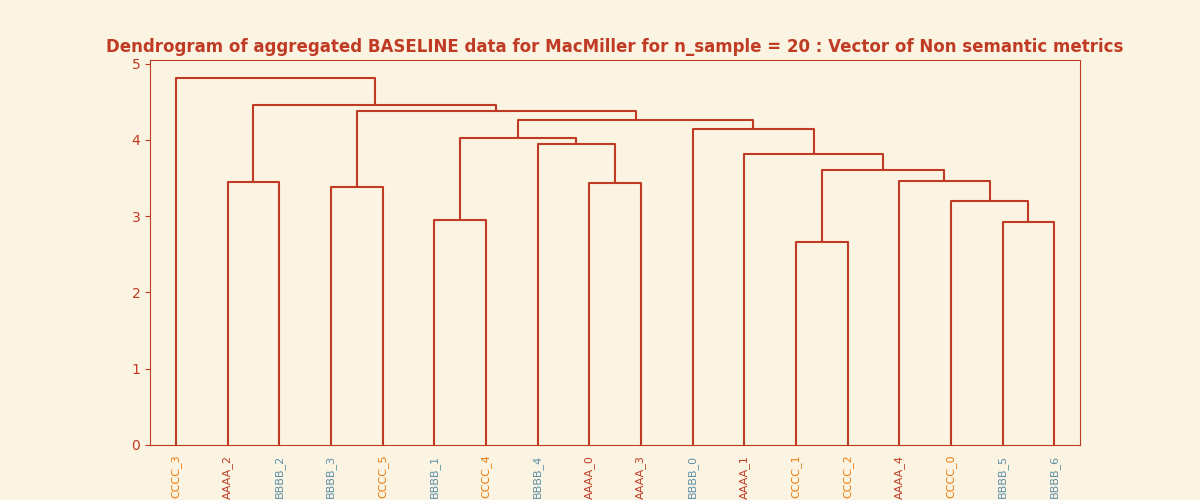 Dendrogram of aggregated BASELINE data for MacMiller for n_sample = 20 : Vector of Non semantic metrics
5
4
3
2
1
0
CCCC_3
AAAA_2
BBBB_2
BBBB_3
CCCC_5
BBBB_1
CCCC_4
BBBB_4
AAAA_0
AAAA_3
BBBB_0
AAAA_1
CCCC_1
CCCC_2
AAAA_4
CCCC_0
BBBB_5
BBBB_6